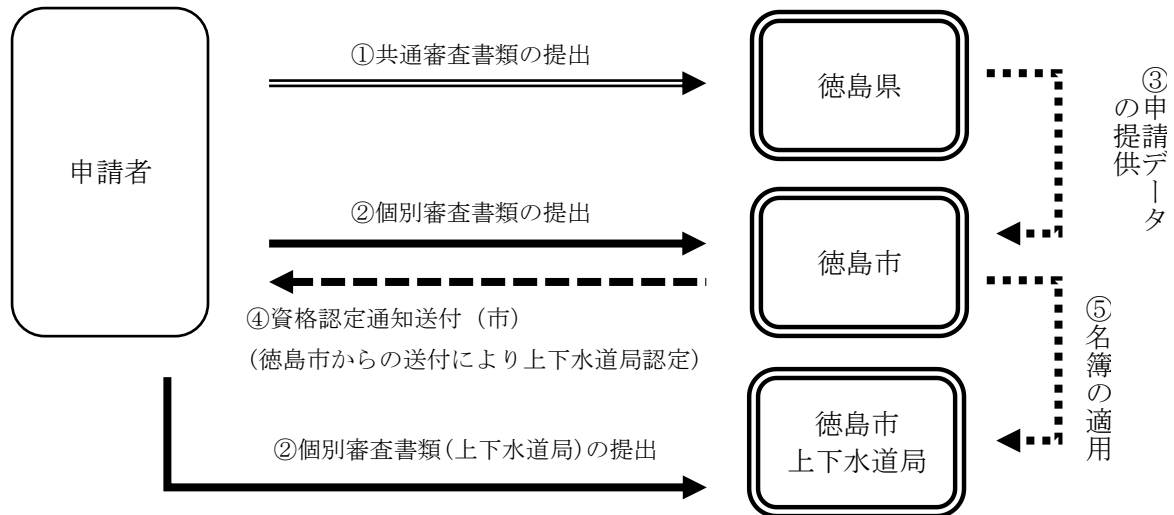 ①共通審査書類の提出
徳島県
③申請データ
の提供
申請者
②個別審査書類の提出
徳島市
④資格認定通知送付（市）
(徳島市からの送付により上下水道局認定)
⑤名簿の適用
徳島市
上下水道局
②個別審査書類(上下水道局)の提出